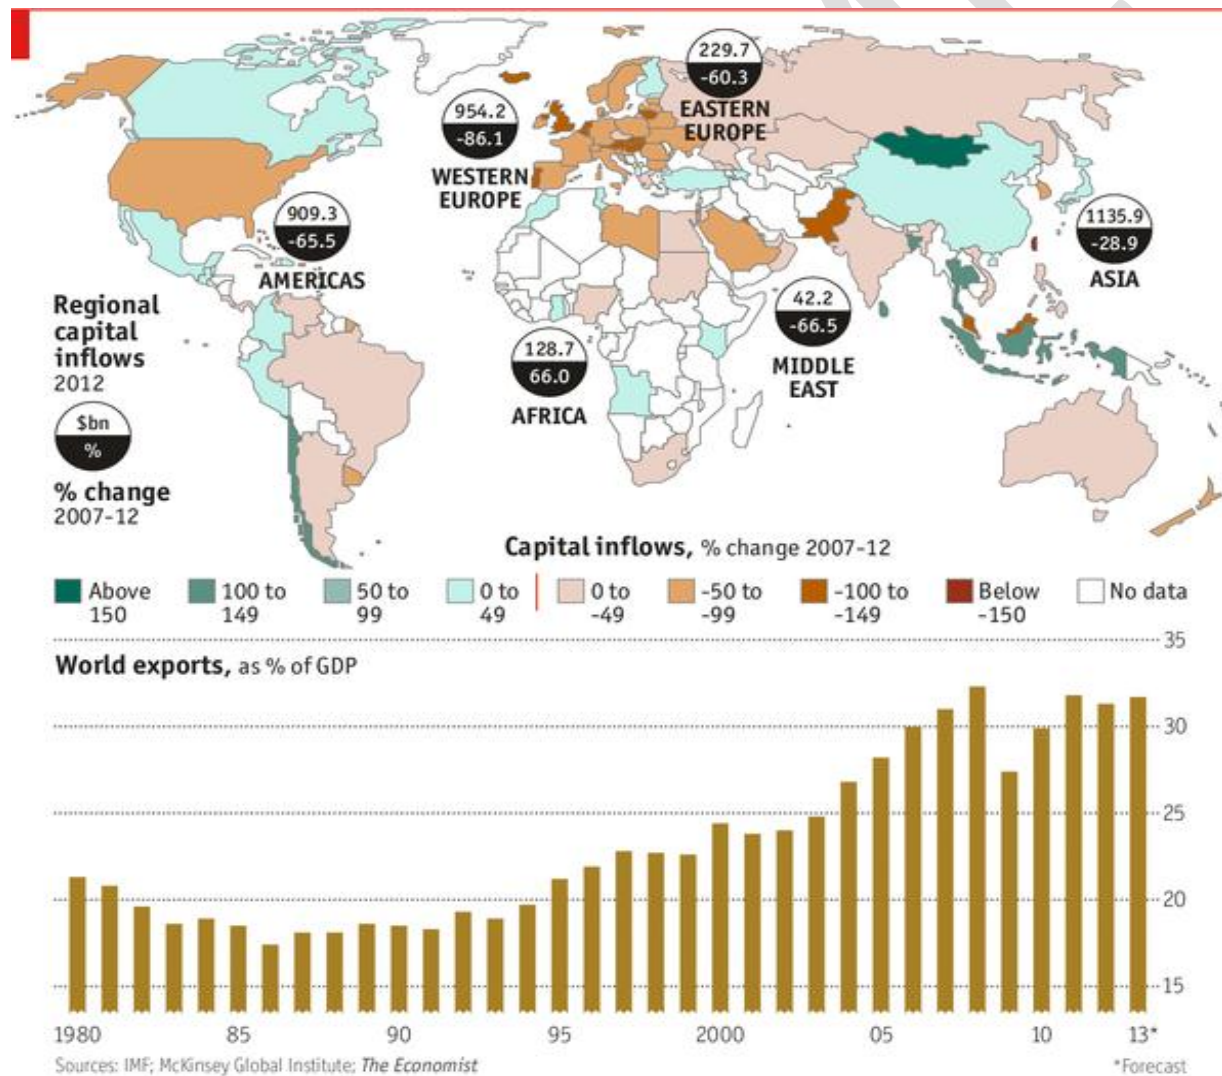 229.7
-60.3
EASTERN
EUROPE
954.2
-86.1
WESTERN
EUROPE
909.3
-65.5
AMERICAS
1135.9
-28.9
ASIA
42.2
-66.5
MIDDLE
EAST
128.7
66.0
AFRICA
Regional
capital
inflows
2012
$bn
%
% change
2007-12
Capital inflows, % change 2007-12
Above
150
100 to
149
50 to
99
0 to
49
0 to
-49
-50 to
-99
-100 to
-149
Below
-150
No data
World exports, as % of GDP
35
30
25
20
15
1980 85 90 95 2000 05 10 13*
Sources: IMF; McKinsey Global Institute; The Economist
*Forecast